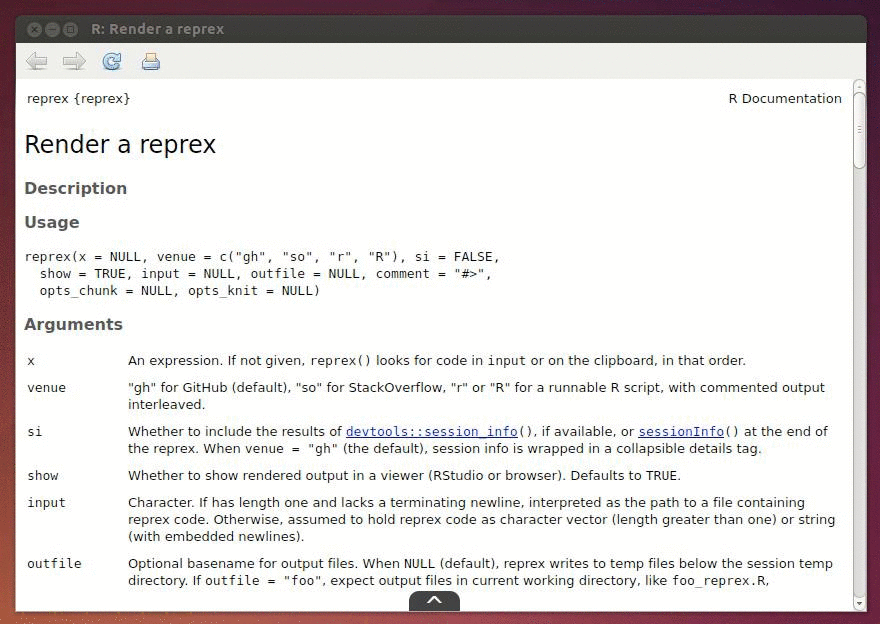 R: Render a reprex
reprex {reprex}
R Documentation
Render a reprex
Description
Usage
reprex(x = NULL, venue = c("gh", "so", "r", "R"), si = FALSE,
show = TRUE, input = NULL, outfile = NULL, comment = "#>",
opts_chunk = NULL, opts_knit = NULL)
Arguments
x An expression. If not given, reprex() looks for code in input or on the clipboard, in that order.
venue "gh" for GitHub (default), "so" for StackOverflow, "r" or "R" for a runnable R script, with commented output
interleaved.
si Whether to include the results of devtools::session_info(), if available, or sessionInfo() at the end of
the reprex. When venue = "gh" (the default), session info is wrapped in a collapsible details tag.
show Whether to show rendered output in a viewer (RStudio or browser). Defaults to TRUE.
input Character. If has length one and lacks a terminating newline, interpreted as the path to a file containing
reprex code. Otherwise, assumed to hold reprex code as character vector (length greater than one) or string
(with embedded newlines).
outfile Optional basename for output files. When NULL (default), reprex writes to temp files below the session temp
directory. If outfile = "foo", expect output files in current working directory, like foo_reprex.R,